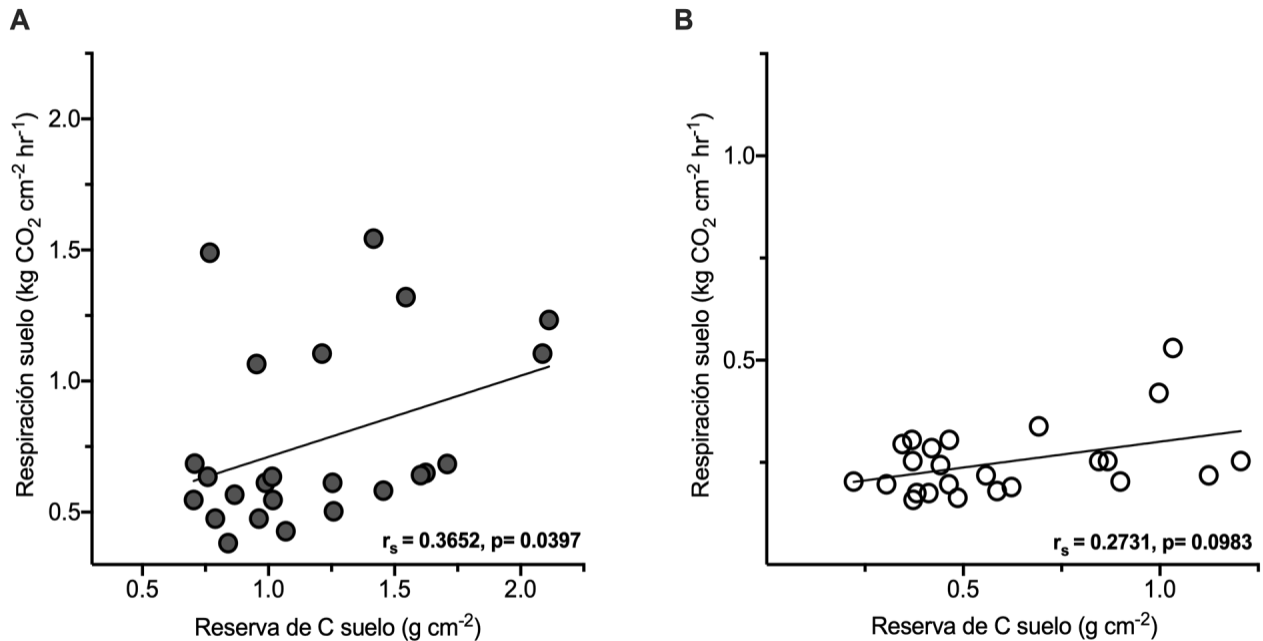 A
Respiración suelo (kg CO2 cm-2 hr-1)
2.0
1.5
1.0
0.5
rs = 0.3652, p= 0.0397
0.5 1.0 1.5 2.0
Reserva de C suelo (g cm-2)
B
Respiración suelo (kg CO2 cm-2 hr-1)
1.0
0.5
rs = 0.2731, p= 0.0983
0.5 1.0
Reserva de C suelo (g cm-2)